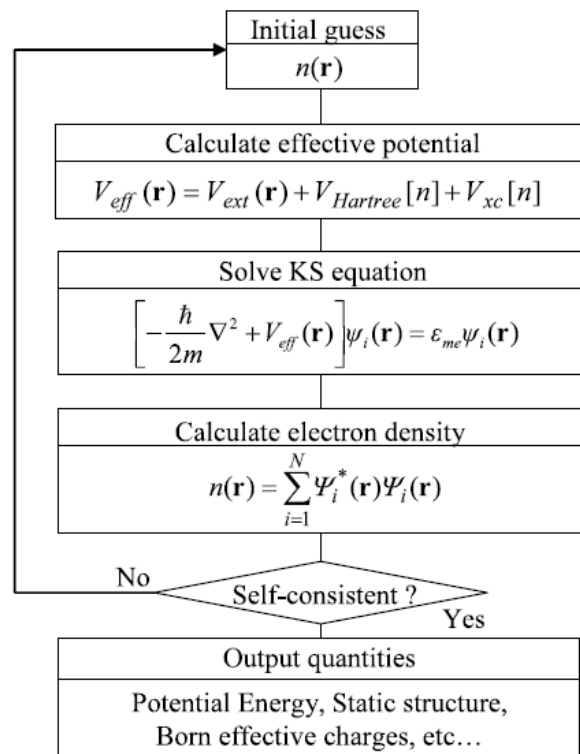 Initial guess
n(r)
Calculate effective potential
V_eff(r) = V_ext(r) + V_Hartree[n] + V_xc[n]
Solve KS equation
[-ħ/2m ∇² + V_eff(r)]ψ_i(r) = ε_me ψ_i(r)
Calculate electron density
n(r) = ∑_{i=1}^{N} Ψ_i^*(r)Ψ_i(r)
No
Self-consistent ?
Yes
Output quantities
Potential Energy, Static structure,
Born effective charges, etc…